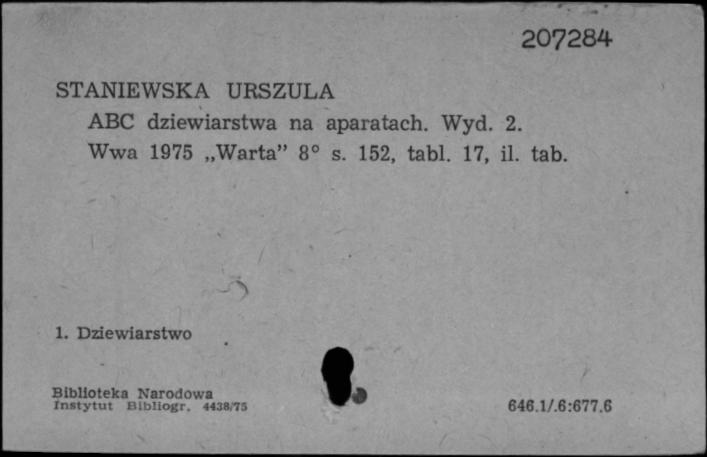 207284
STANIEWSKA URSZULA
ABC dziewiarstwa na aparatach. Wyd. 2.
Wwa 1975 „Warta” 8° s. 152, tabl. 17, il. tab.
1. Dziewiarstwo
Biblioteka Narodowa
Instytut Bibliogr. 4438/75
646.1/.6:677.6